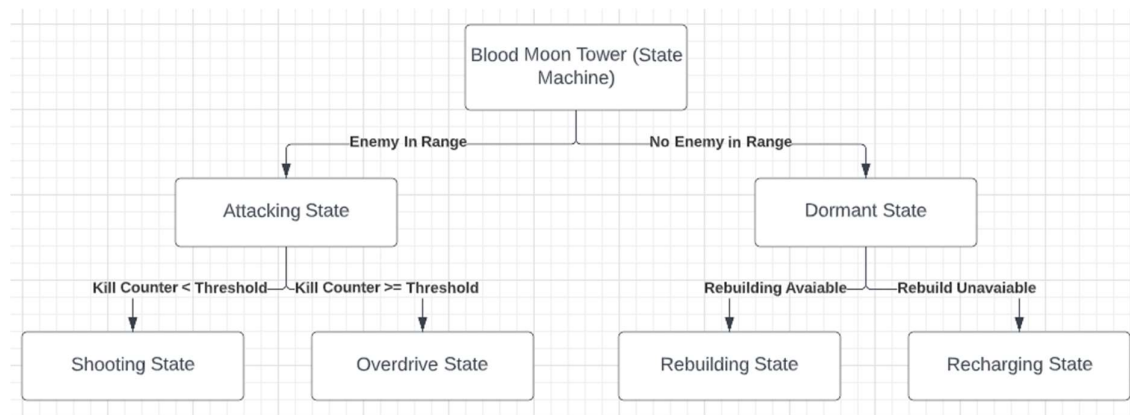 Blood Moon Tower (State
Machine)
Enemy In Range
No Enemy in Range
Attacking State
Dormant State
Kill Counter < Threshold
Kill Counter >= Threshold
Rebuilding Avaiable
Rebuild Unavaiable
Shooting State
Overdrive State
Rebuilding State
Recharging State